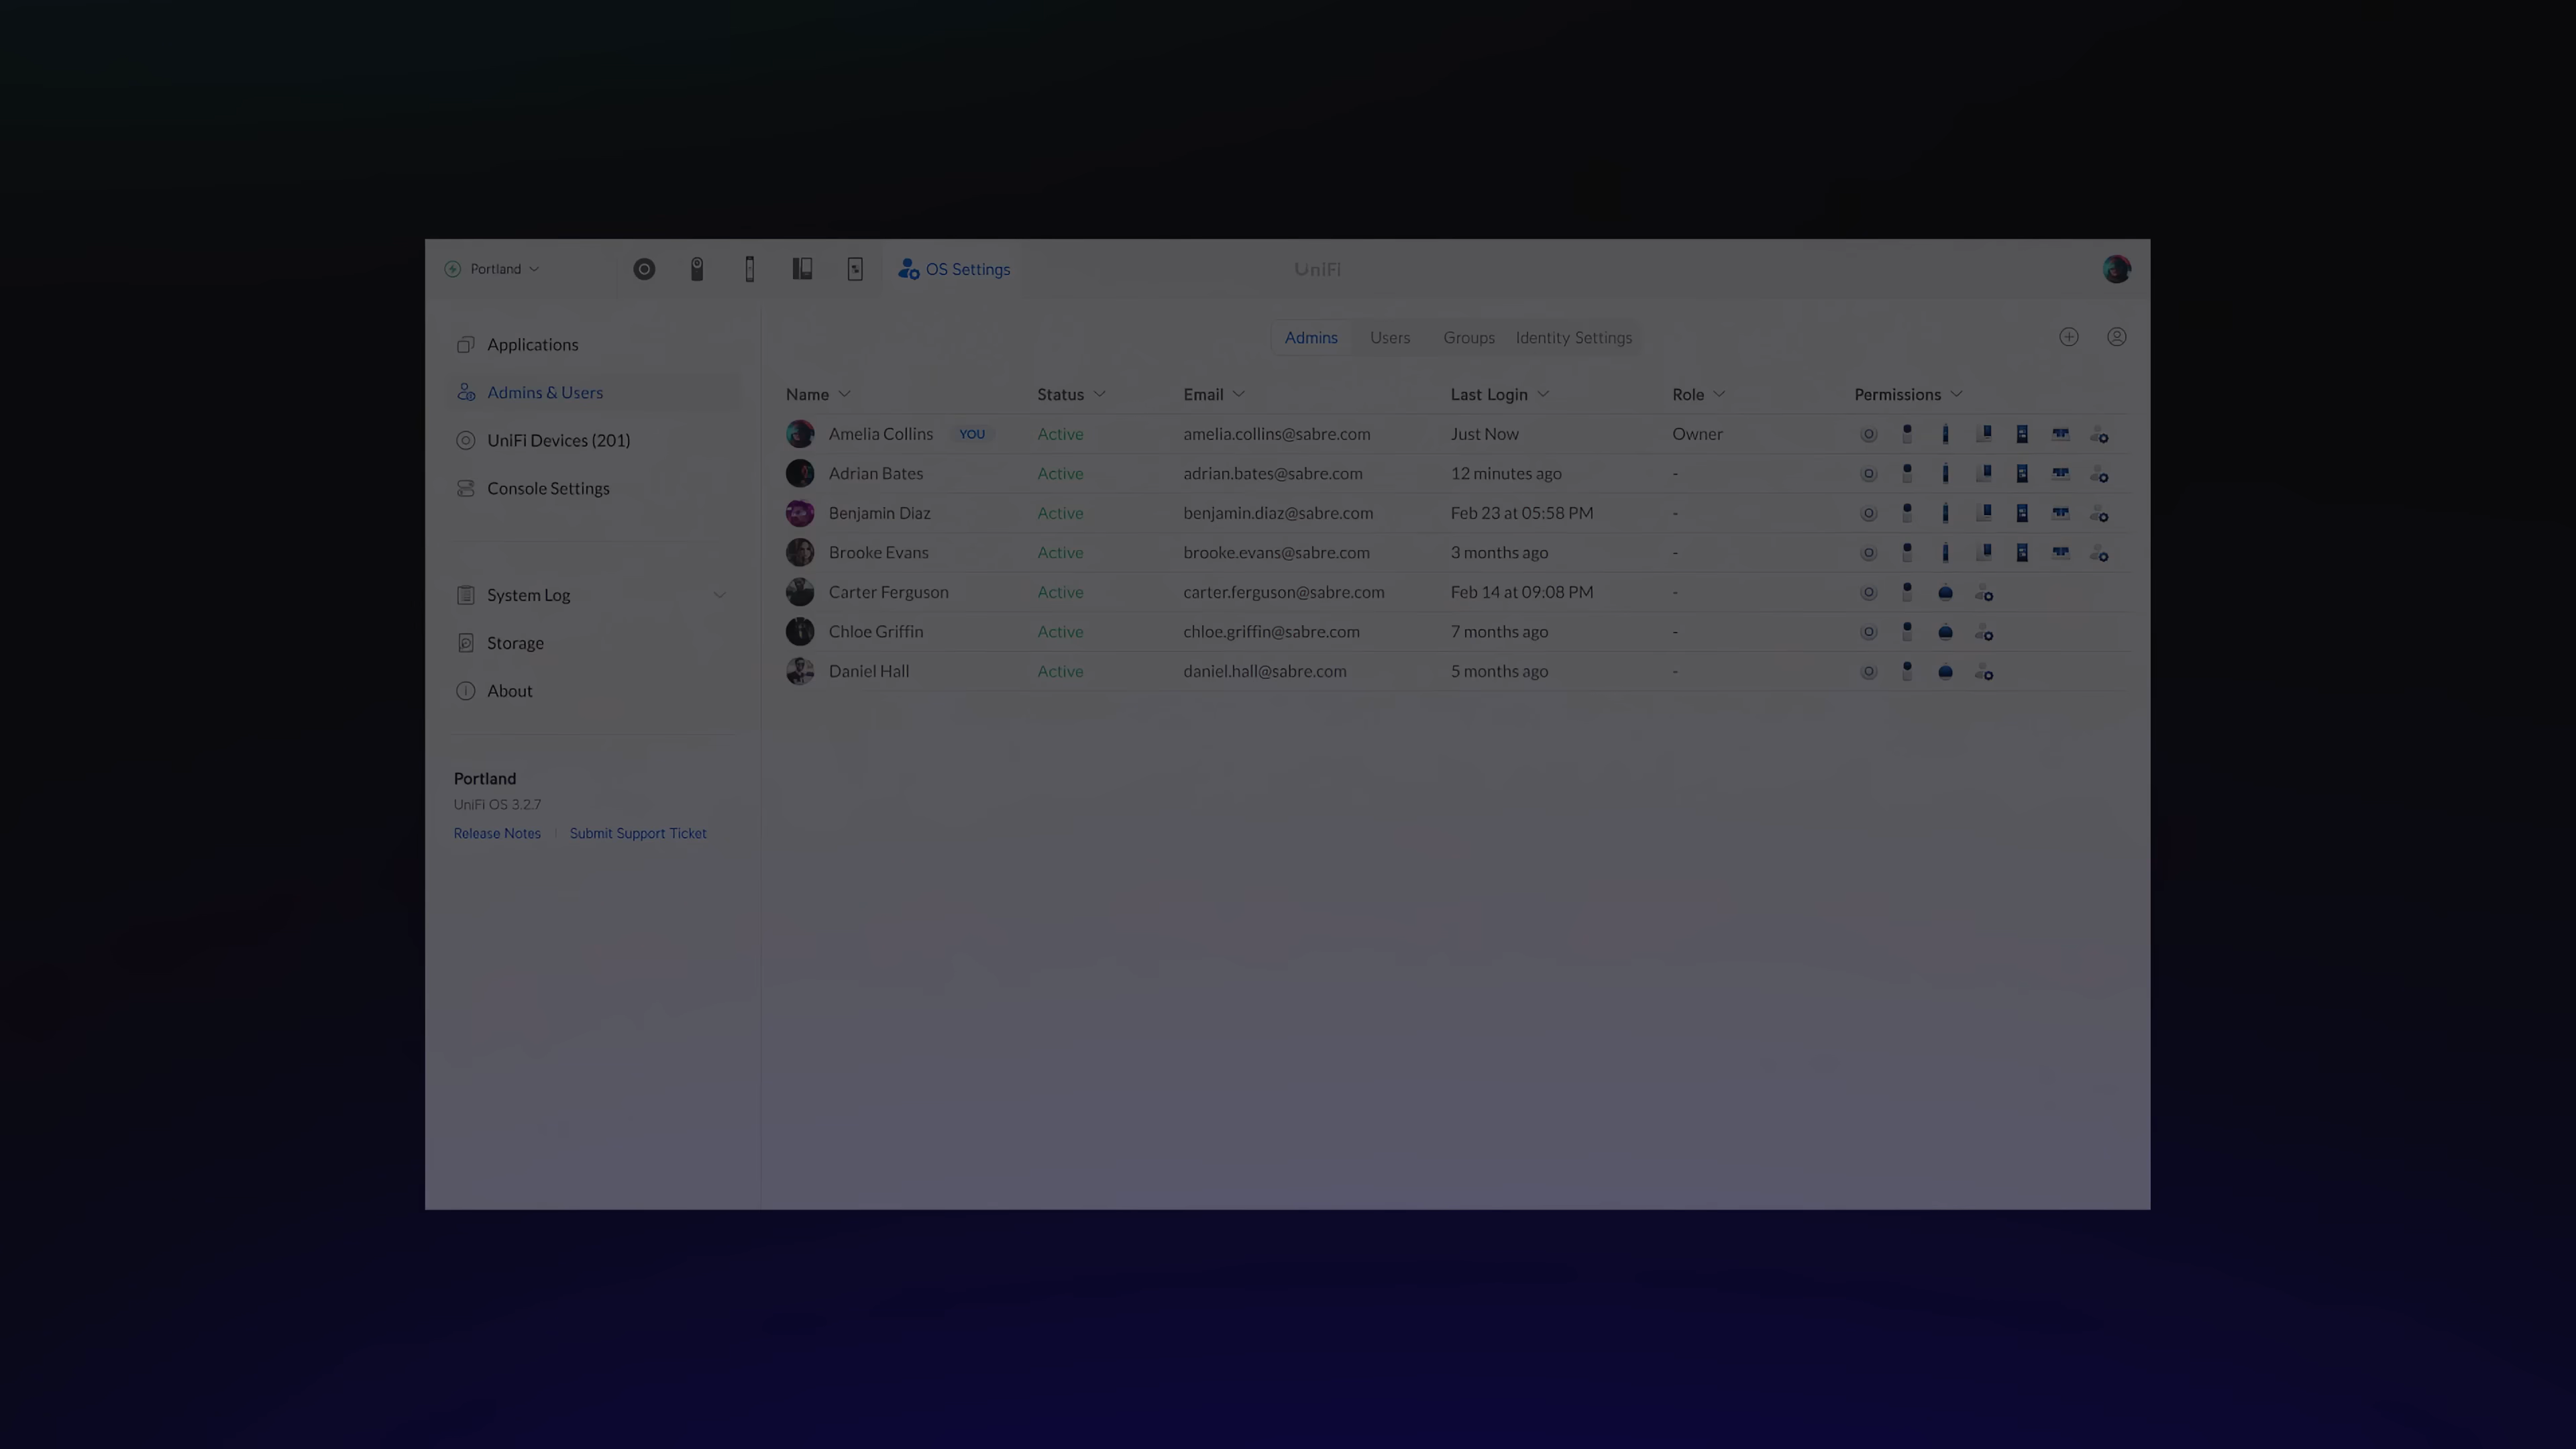 Portland
OS Settings
UniFi
Applications
Admins & Users
UniFi Devices (201)
Console Settings
System Log
Storage
About
Portland
UniFi OS 3.2.7
Release Notes Submit Support Ticket
Admins Users Groups Identity Settings
Name Status Email Last Login Role Permissions
Amelia Collins YOU Active amelia.collins@sabre.com Just Now Owner
Adrian Bates Active adrian.bates@sabre.com 12 minutes ago -
Benjamin Diaz Active benjamin.diaz@sabre.com Feb 23 at 05:58 PM -
Brooke Evans Active brooke.evans@sabre.com 3 months ago -
Carter Ferguson Active carter.ferguson@sabre.com Feb 14 at 09:08 PM -
Chloe Griffin Active chloe.griffin@sabre.com 7 months ago -
Daniel Hall Active daniel.hall@sabre.com 5 months ago -